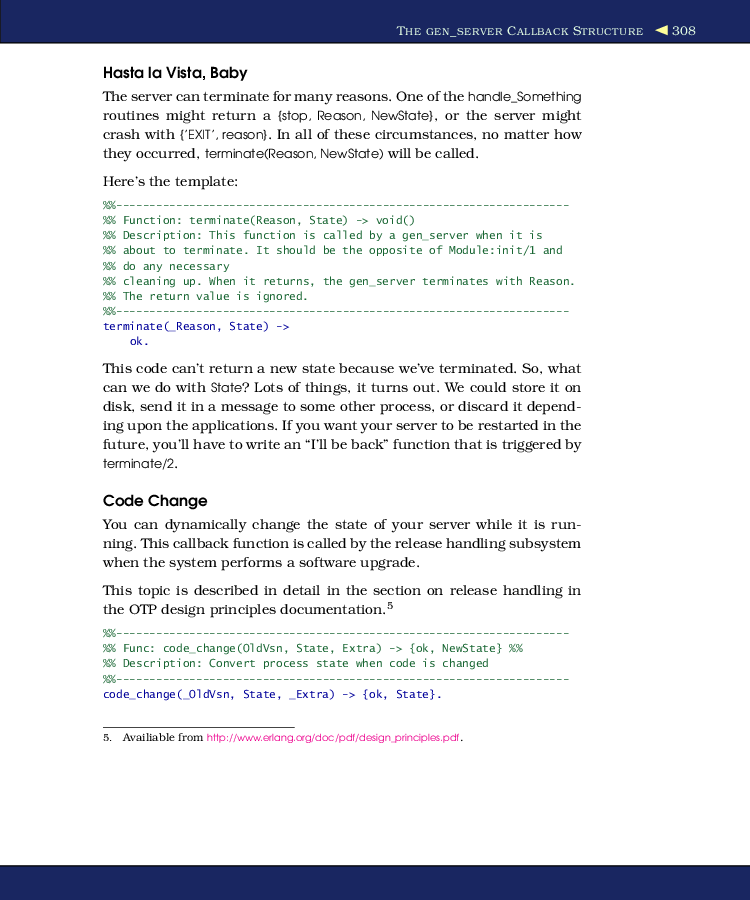 THE GEN_SERVER CALLBACK STRUCTURE ◀ 308
Hasta la Vista, Baby
The server can terminate for many reasons. One of the handle_Something
routines might return a {stop, Reason, NewState}, or the server might
crash with {'EXIT', reason}. In all of these circumstances, no matter how
they occurred, terminate(Reason, NewState) will be called.
Here's the template:
%%--------------------------------------------------------------------
%% Function: terminate(Reason, State) -> void()
%% Description: This function is called by a gen_server when it is
%% about to terminate. It should be the opposite of Module:init/1 and
%% do any necessary
%% cleaning up. When it returns, the gen_server terminates with Reason.
%% The return value is ignored.
%%--------------------------------------------------------------------
terminate(_Reason, State) ->
    ok.
This code can't return a new state because we've terminated. So, what
can we do with State? Lots of things, it turns out. We could store it on
disk, send it in a message to some other process, or discard it depend-
ing upon the applications. If you want your server to be restarted in the
future, you'll have to write an “I'll be back” function that is triggered by
terminate/2.
Code Change
You can dynamically change the state of your server while it is run-
ning. This callback function is called by the release handling subsystem
when the system performs a software upgrade.
This topic is described in detail in the section on release handling in
the OTP design principles documentation.5
%%--------------------------------------------------------------------
%% Func: code_change(OldVsn, State, Extra) -> {ok, NewState} %%
%% Description: Convert process state when code is changed
%%--------------------------------------------------------------------
code_change(_OldVsn, State, _Extra) -> {ok, State}.
5. Availiable from http://www.erlang.org/doc/pdf/design_principles.pdf.